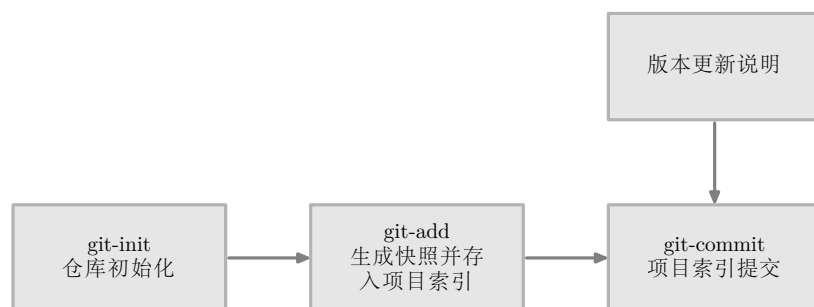 版本更新说明
git-init
仓库初始化
git-add
生成快照并存
入项目索引
git-commit
项目索引提交